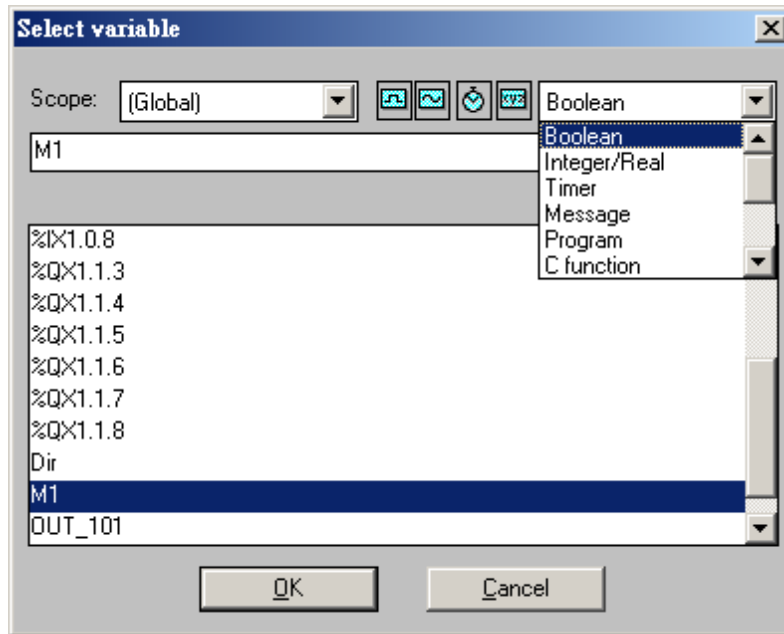 Select variable
Scope: (Global) xyz Boolean
M1
Boolean
Integer/Real
Timer
Message
Program
C function
%IX1.0.8
%QX1.1.3
%QX1.1.4
%QX1.1.5
%QX1.1.6
%QX1.1.7
%QX1.1.8
Dir
M1
OUT_101
OK Cancel